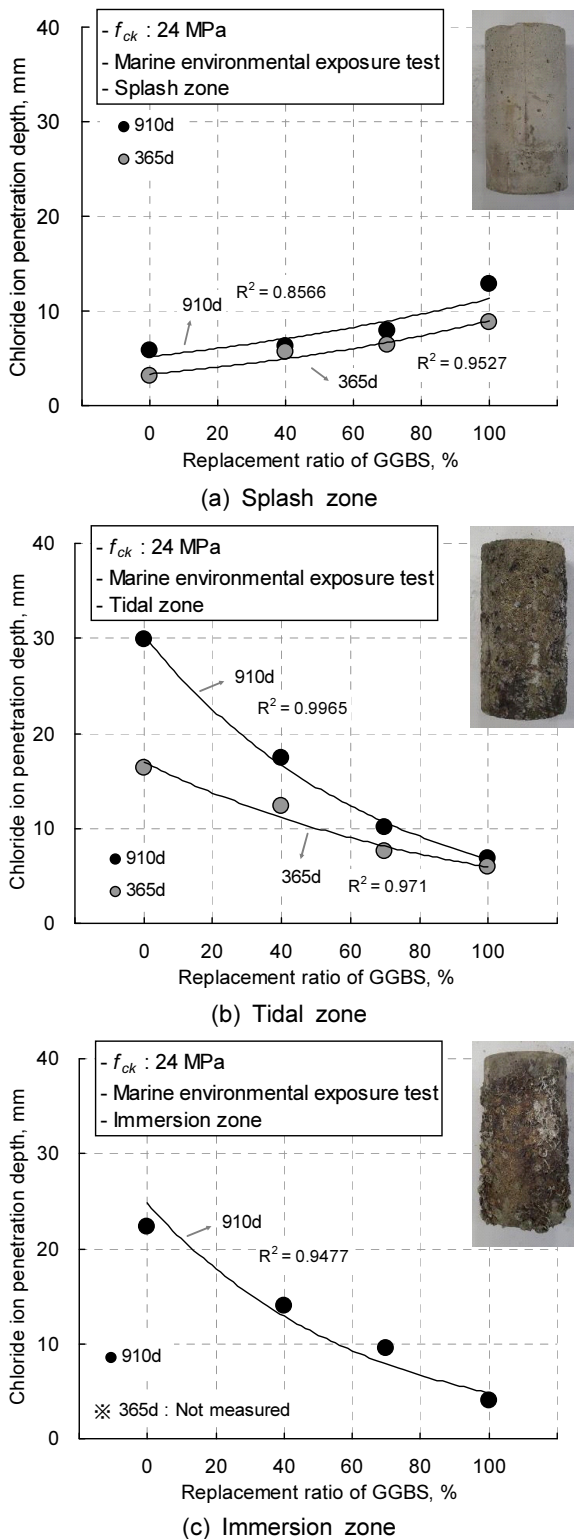 - fck : 24 MPa
- Marine environmental exposure test
- Splash zone
910d
365d
910d
R² = 0.8566
R² = 0.9527
365d
Chloride ion penetration depth, mm
40
30
20
10
0
0 20 40 60 80 100
Replacement ratio of GGBS, %
(a) Splash zone
- fck : 24 MPa
- Marine environmental exposure test
- Tidal zone
910d
R² = 0.9965
910d
365d
365d
R² = 0.971
Chloride ion penetration depth, mm
40
30
20
10
0
0 20 40 60 80 100
Replacement ratio of GGBS, %
(b) Tidal zone
- fck : 24 MPa
- Marine environmental exposure test
- Immersion zone
910d
R² = 0.9477
910d
※ 365d : Not measured
Chloride ion penetration depth, mm
40
30
20
10
0
0 20 40 60 80 100
Replacement ratio of GGBS, %
(c) Immersion zone